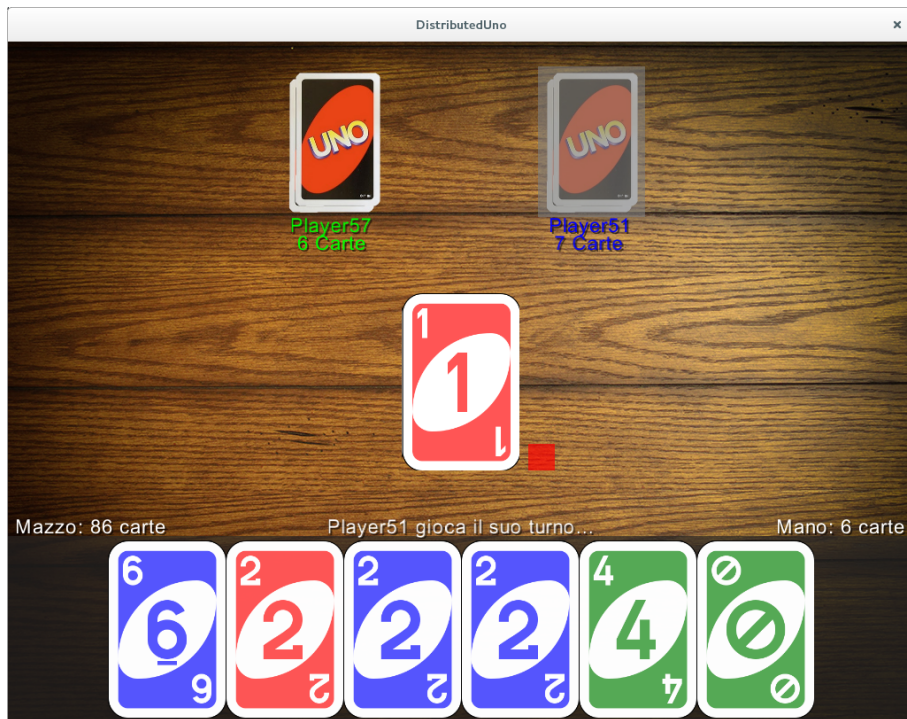 DistributedUno
×
UNO
UNO
Player57
6 Carte
Player51
7 Carte
1
1
1
Mazzo: 86 carte
Player51 gioca il suo turno...
Mano: 6 carte
6
2
2
2
4
6
2
2
2
4
6
2
2
2
4